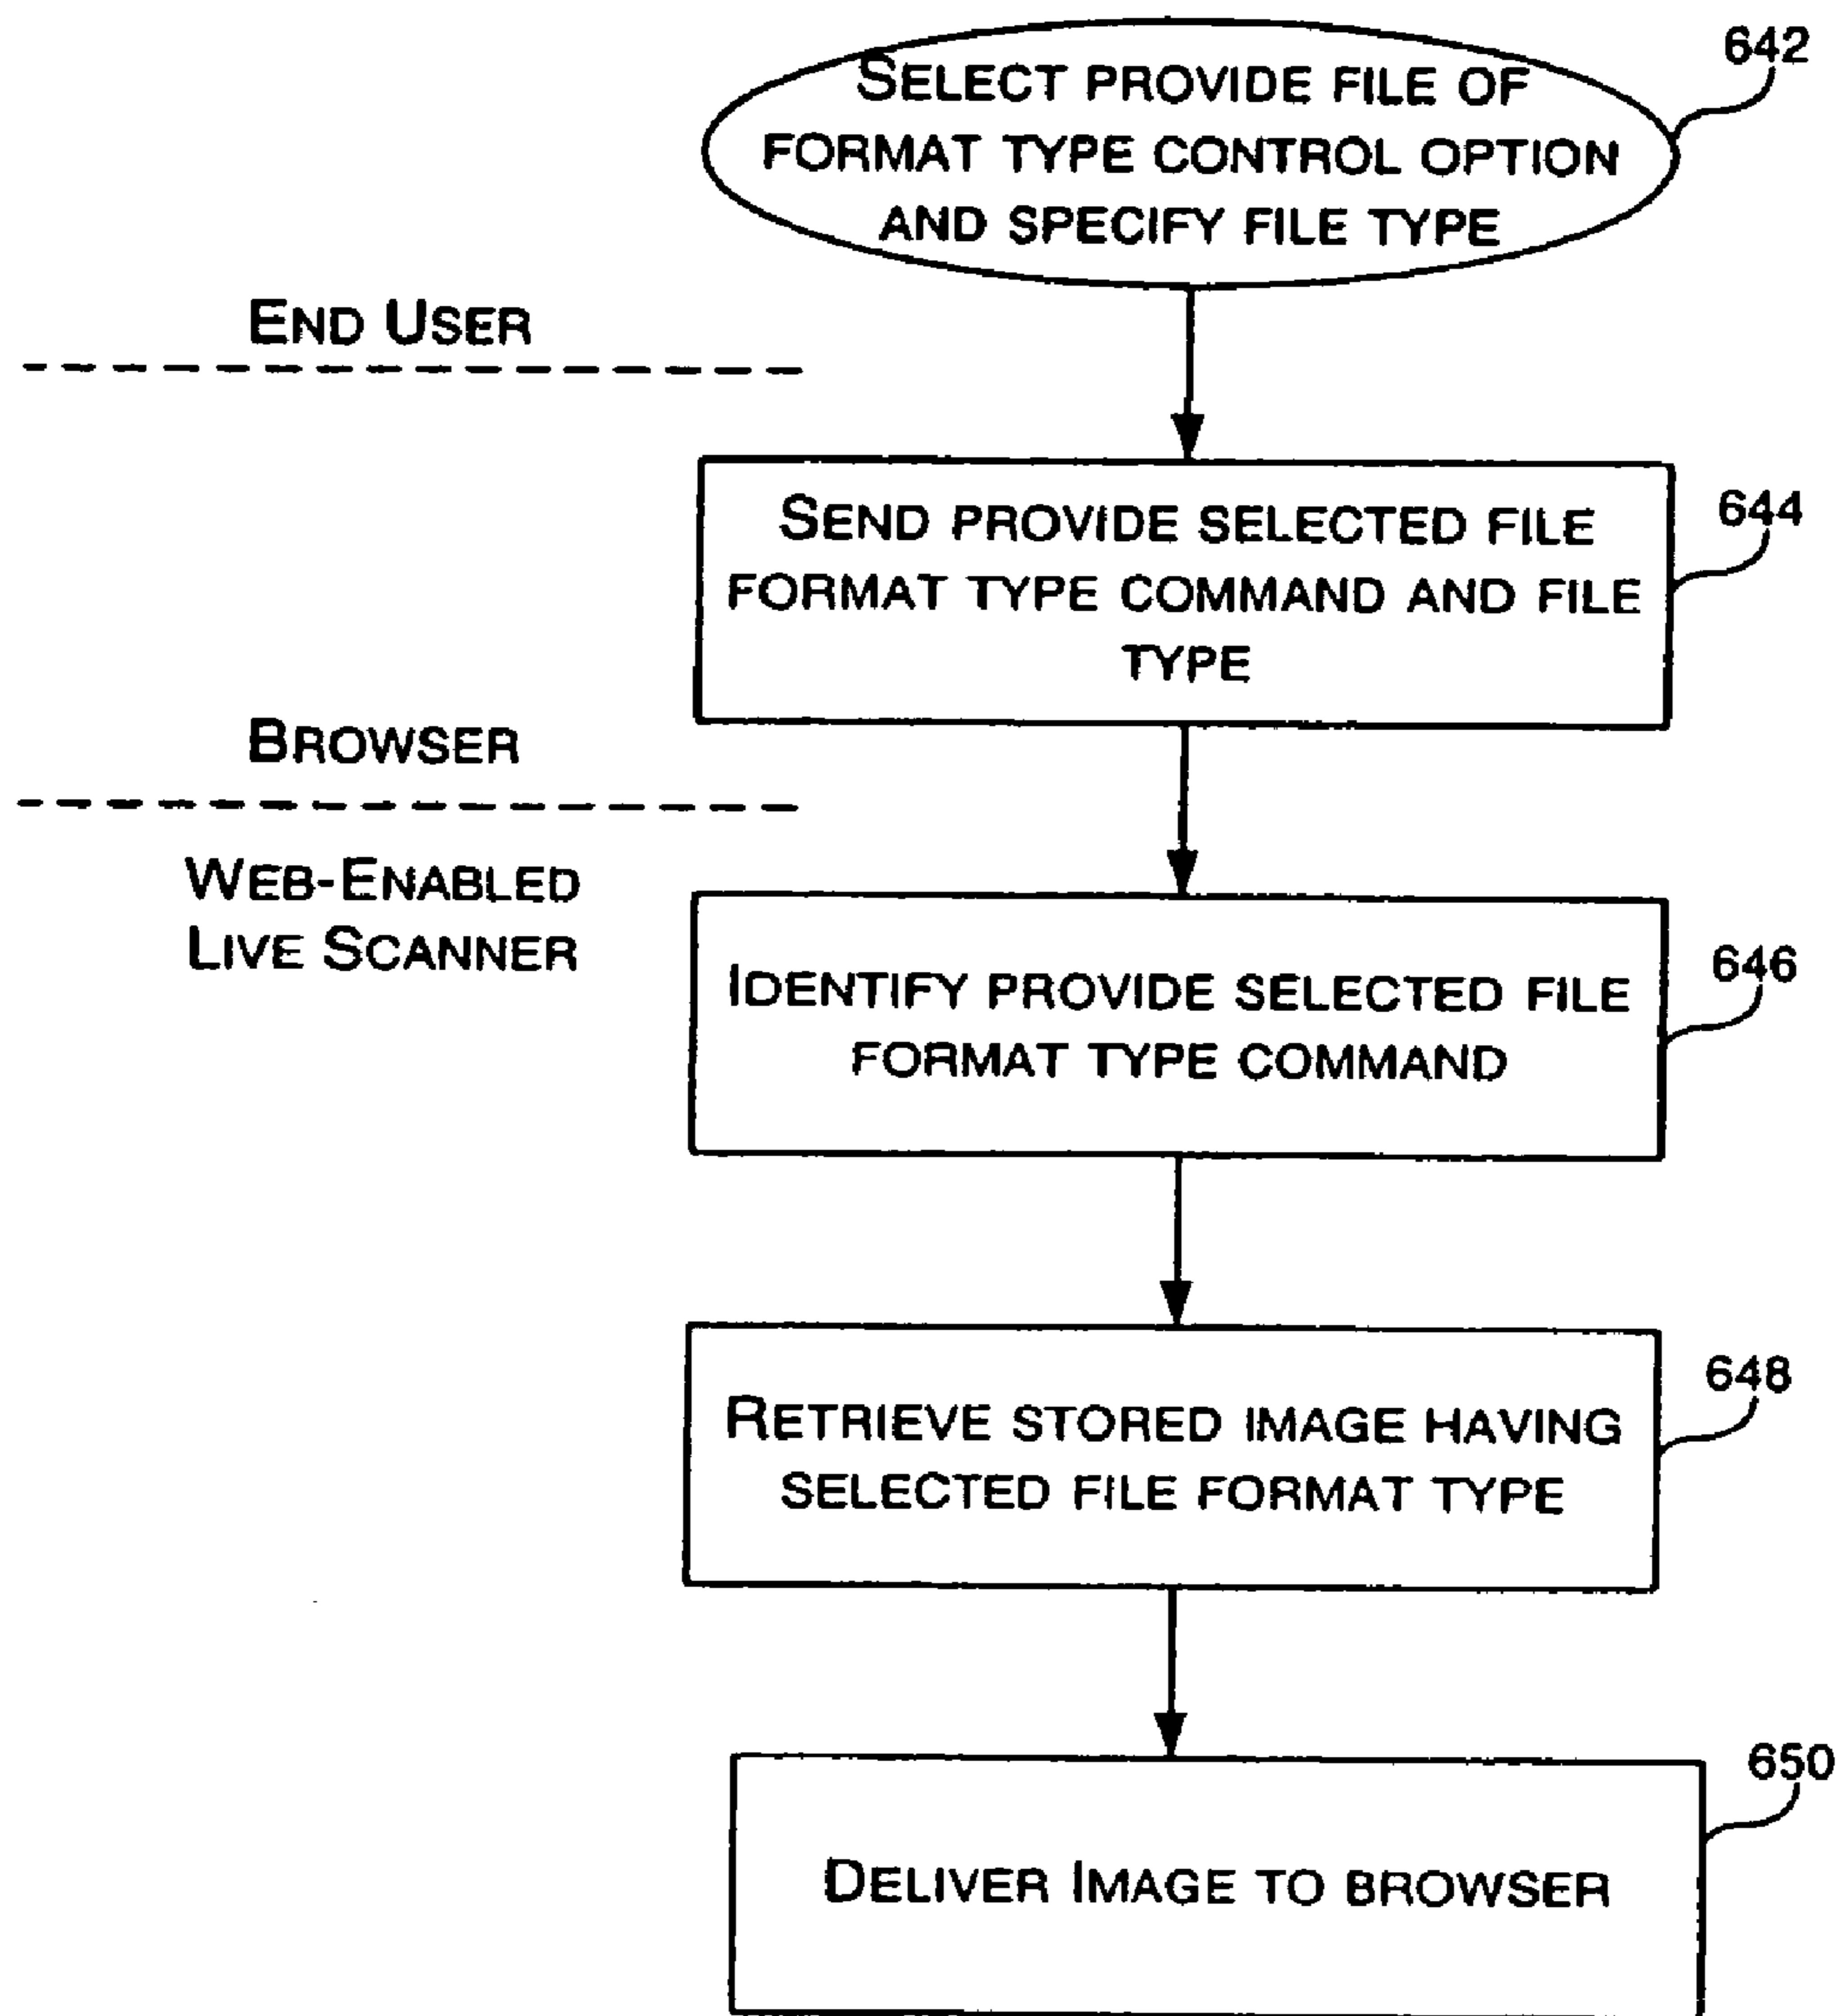 642
SELECT PROVIDE FILE OF
FORMAT TYPE CONTROL OPTION
AND SPECIFY FILE TYPE
END USER
644
SEND PROVIDE SELECTED FILE
FORMAT TYPE COMMAND AND FILE
TYPE
BROWSER
WEB-ENABLED
LIVE SCANNER
646
IDENTIFY PROVIDE SELECTED FILE
FORMAT TYPE COMMAND
648
RETRIEVE STORED IMAGE HAVING
SELECTED FILE FORMAT TYPE
650
DELIVER IMAGE TO BROWSER